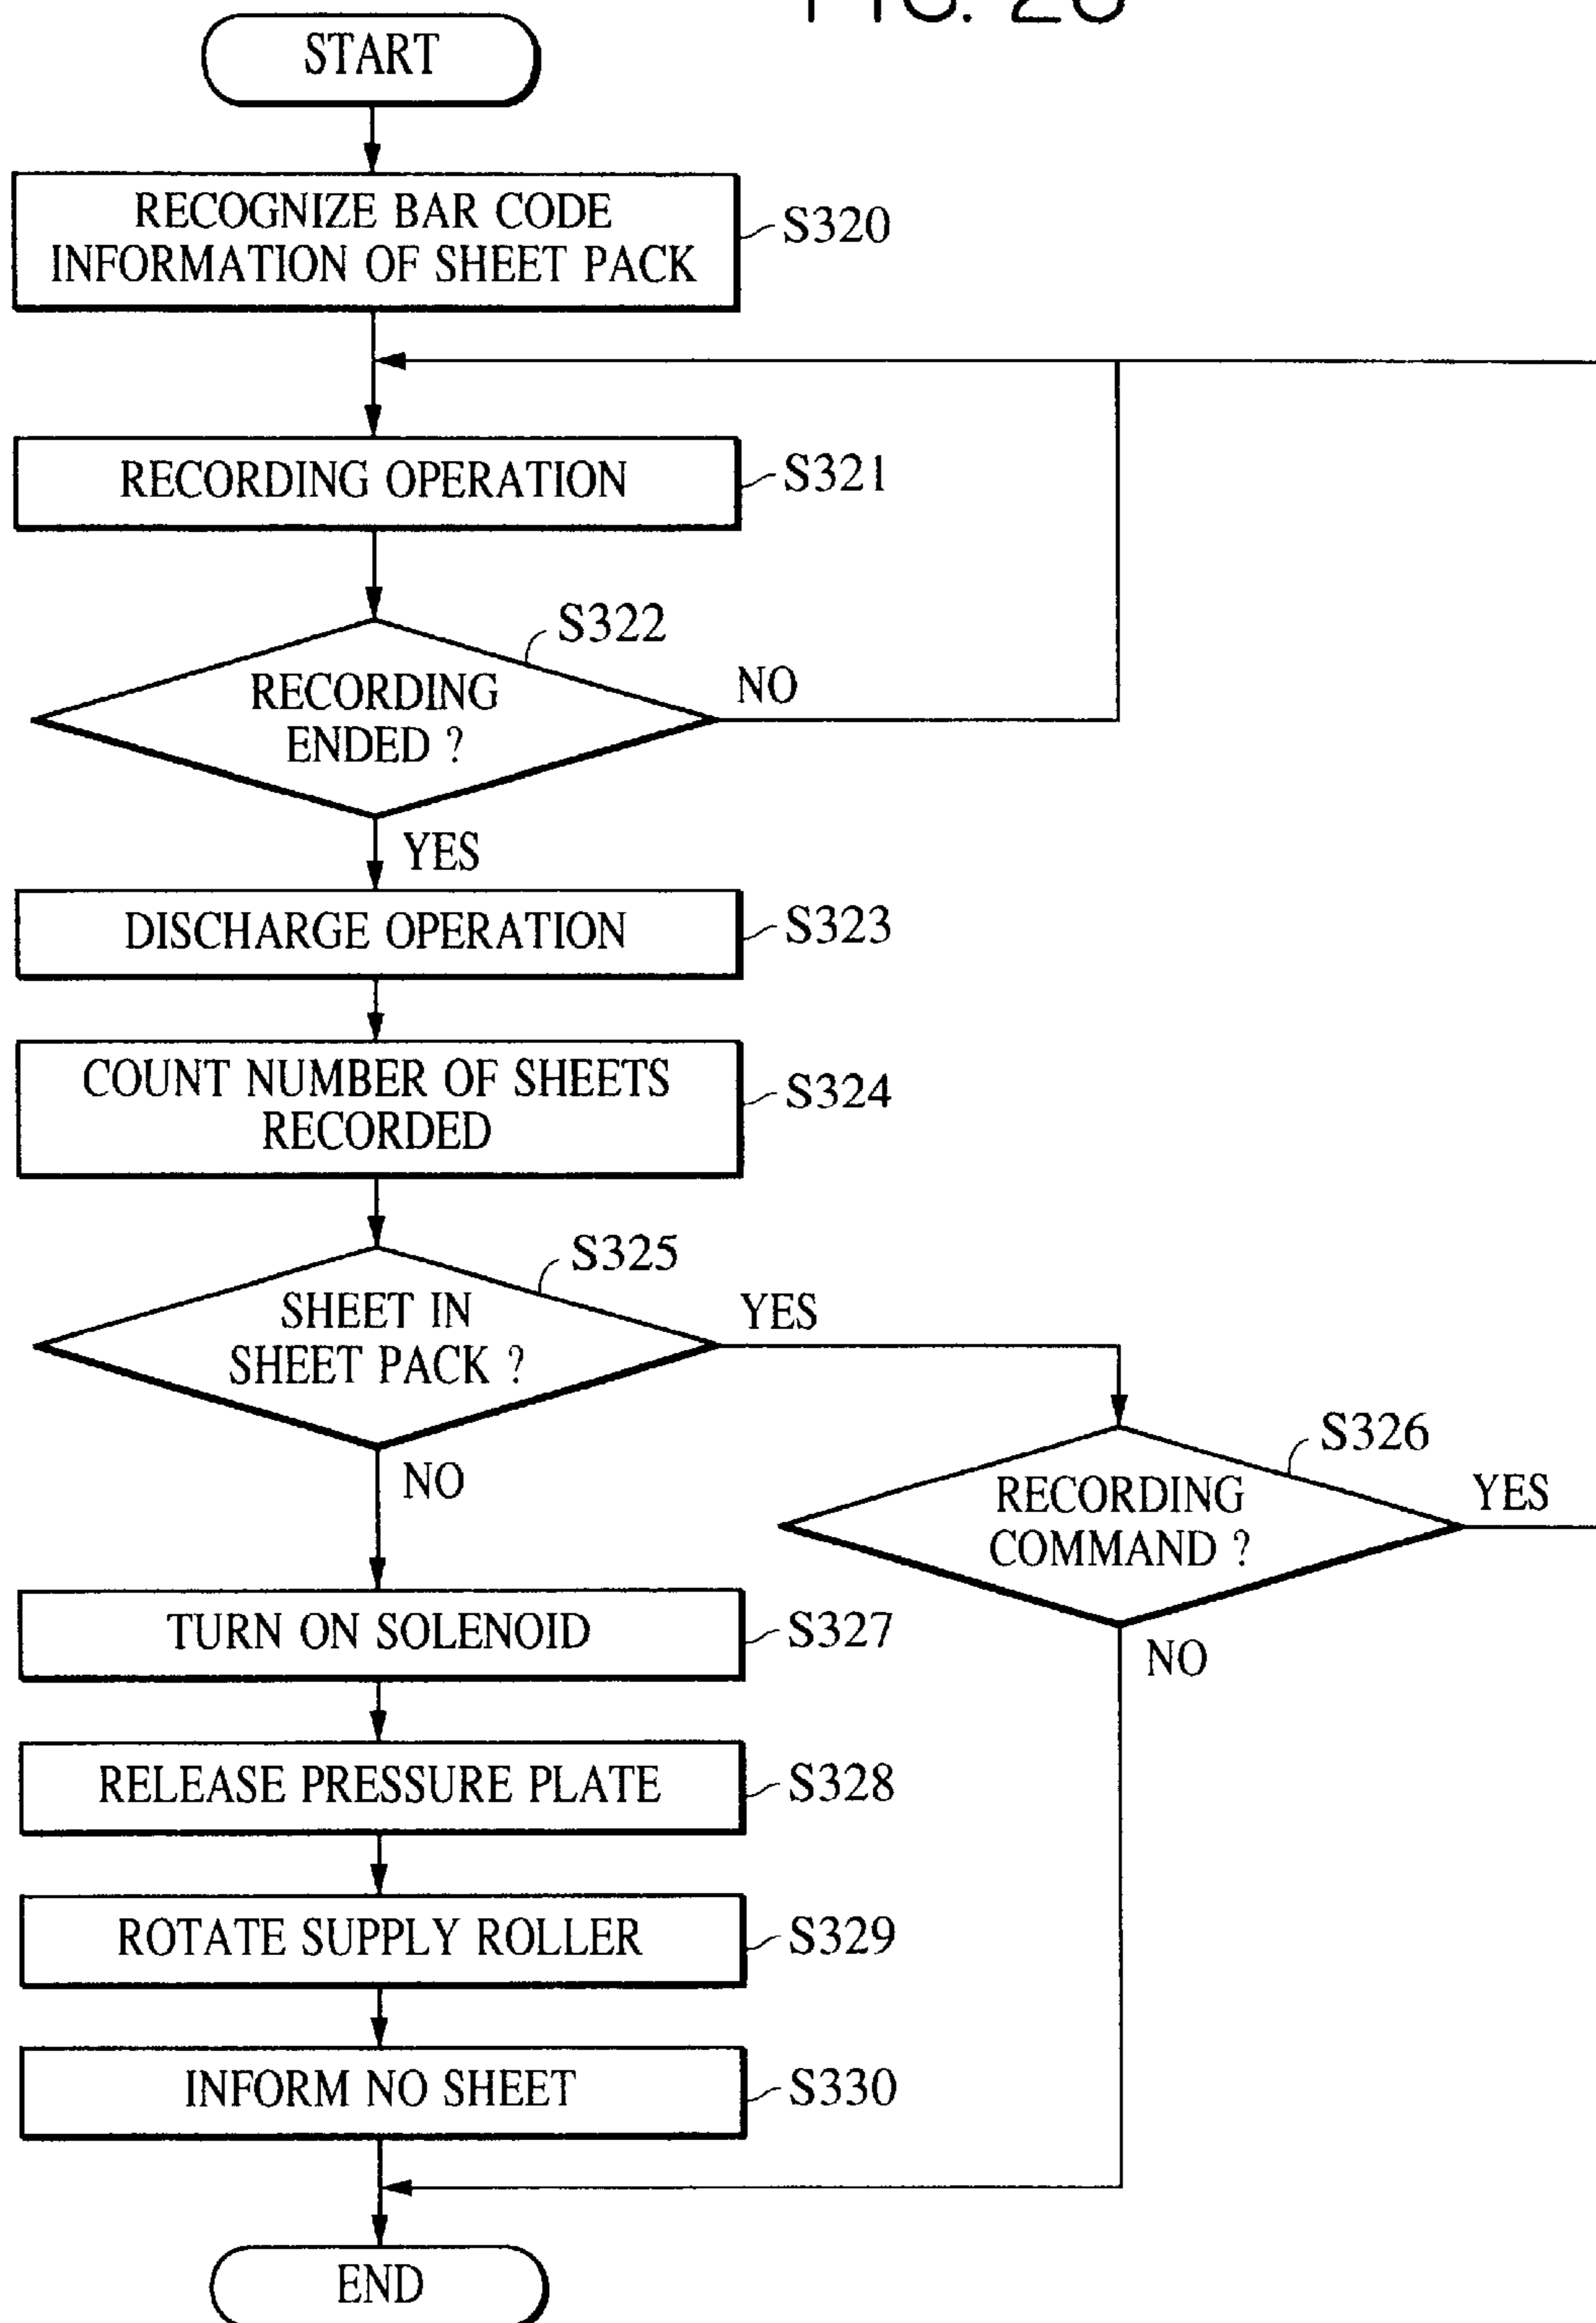 START
RECOGNIZE BAR CODE
INFORMATION OF SHEET PACK
S320
RECORDING OPERATION
S321
S322
RECORDING
ENDED ?
NO
YES
DISCHARGE OPERATION
S323
COUNT NUMBER OF SHEETS
RECORDED
S324
S325
SHEET IN
SHEET PACK ?
YES
NO
S326
RECORDING
COMMAND ?
YES
NO
TURN ON SOLENOID
S327
RELEASE PRESSURE PLATE
S328
ROTATE SUPPLY ROLLER
S329
INFORM NO SHEET
S330
END